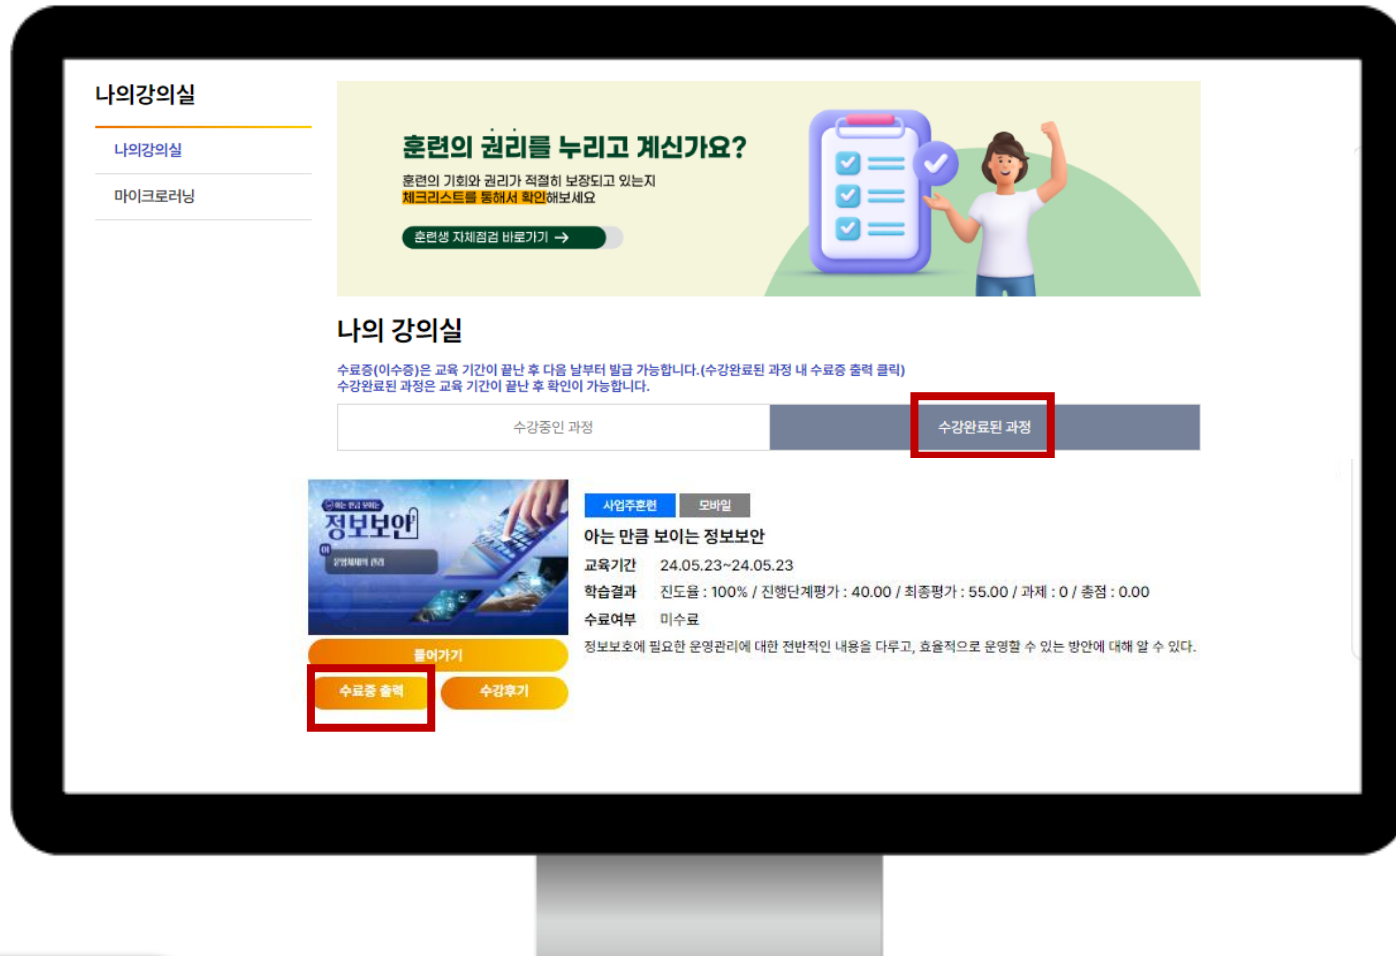 나의강의실
나의강의실
마이크로러닝
훈련의 권리를 누리고 계신가요?
훈련의 기회와 권리가 적절히 보장되고 있는지
체크리스트를 통해서 확인해보세요
훈련생 자체점검 바로가기 →
나의 강의실
수료증(이수증)은 교육 기간이 끝난 후 다음 날부터 발급 가능합니다.(수강완료된 과정 내 수료증 출력 클릭)
수강완료된 과정은 교육 기간이 끝난 후 확인이 가능합니다.
수강중인 과정
수강완료된 과정
아는 만큼 보이는
정보보안
01
운영체제의 관리
들어가기
수료증 출력
수강후기
사업주훈련
모바일
아는 만큼 보이는 정보보안
교육기간 24.05.23~24.05.23
학습결과 진도율 : 100% / 진행단계평가 : 40.00 / 최종평가 : 55.00 / 과제 : 0 / 총점 : 0.00
수료여부 미수료
정보보호에 필요한 운영관리에 대한 전반적인 내용을 다루고, 효율적으로 운영할 수 있는 방안에 대해 알 수 있다.